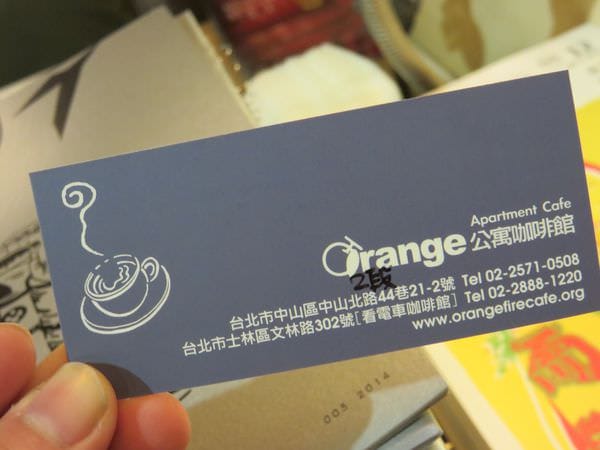 Apartment Cafe
Orange 公寓咖啡館
2段
台北市中山區中山北路44巷21-2號 Tel 02-2571-0508
台北市士林區文林路302號[看電車咖啡館] Tel 02-2888-1220
www.orangefirecafe.org
005 2014